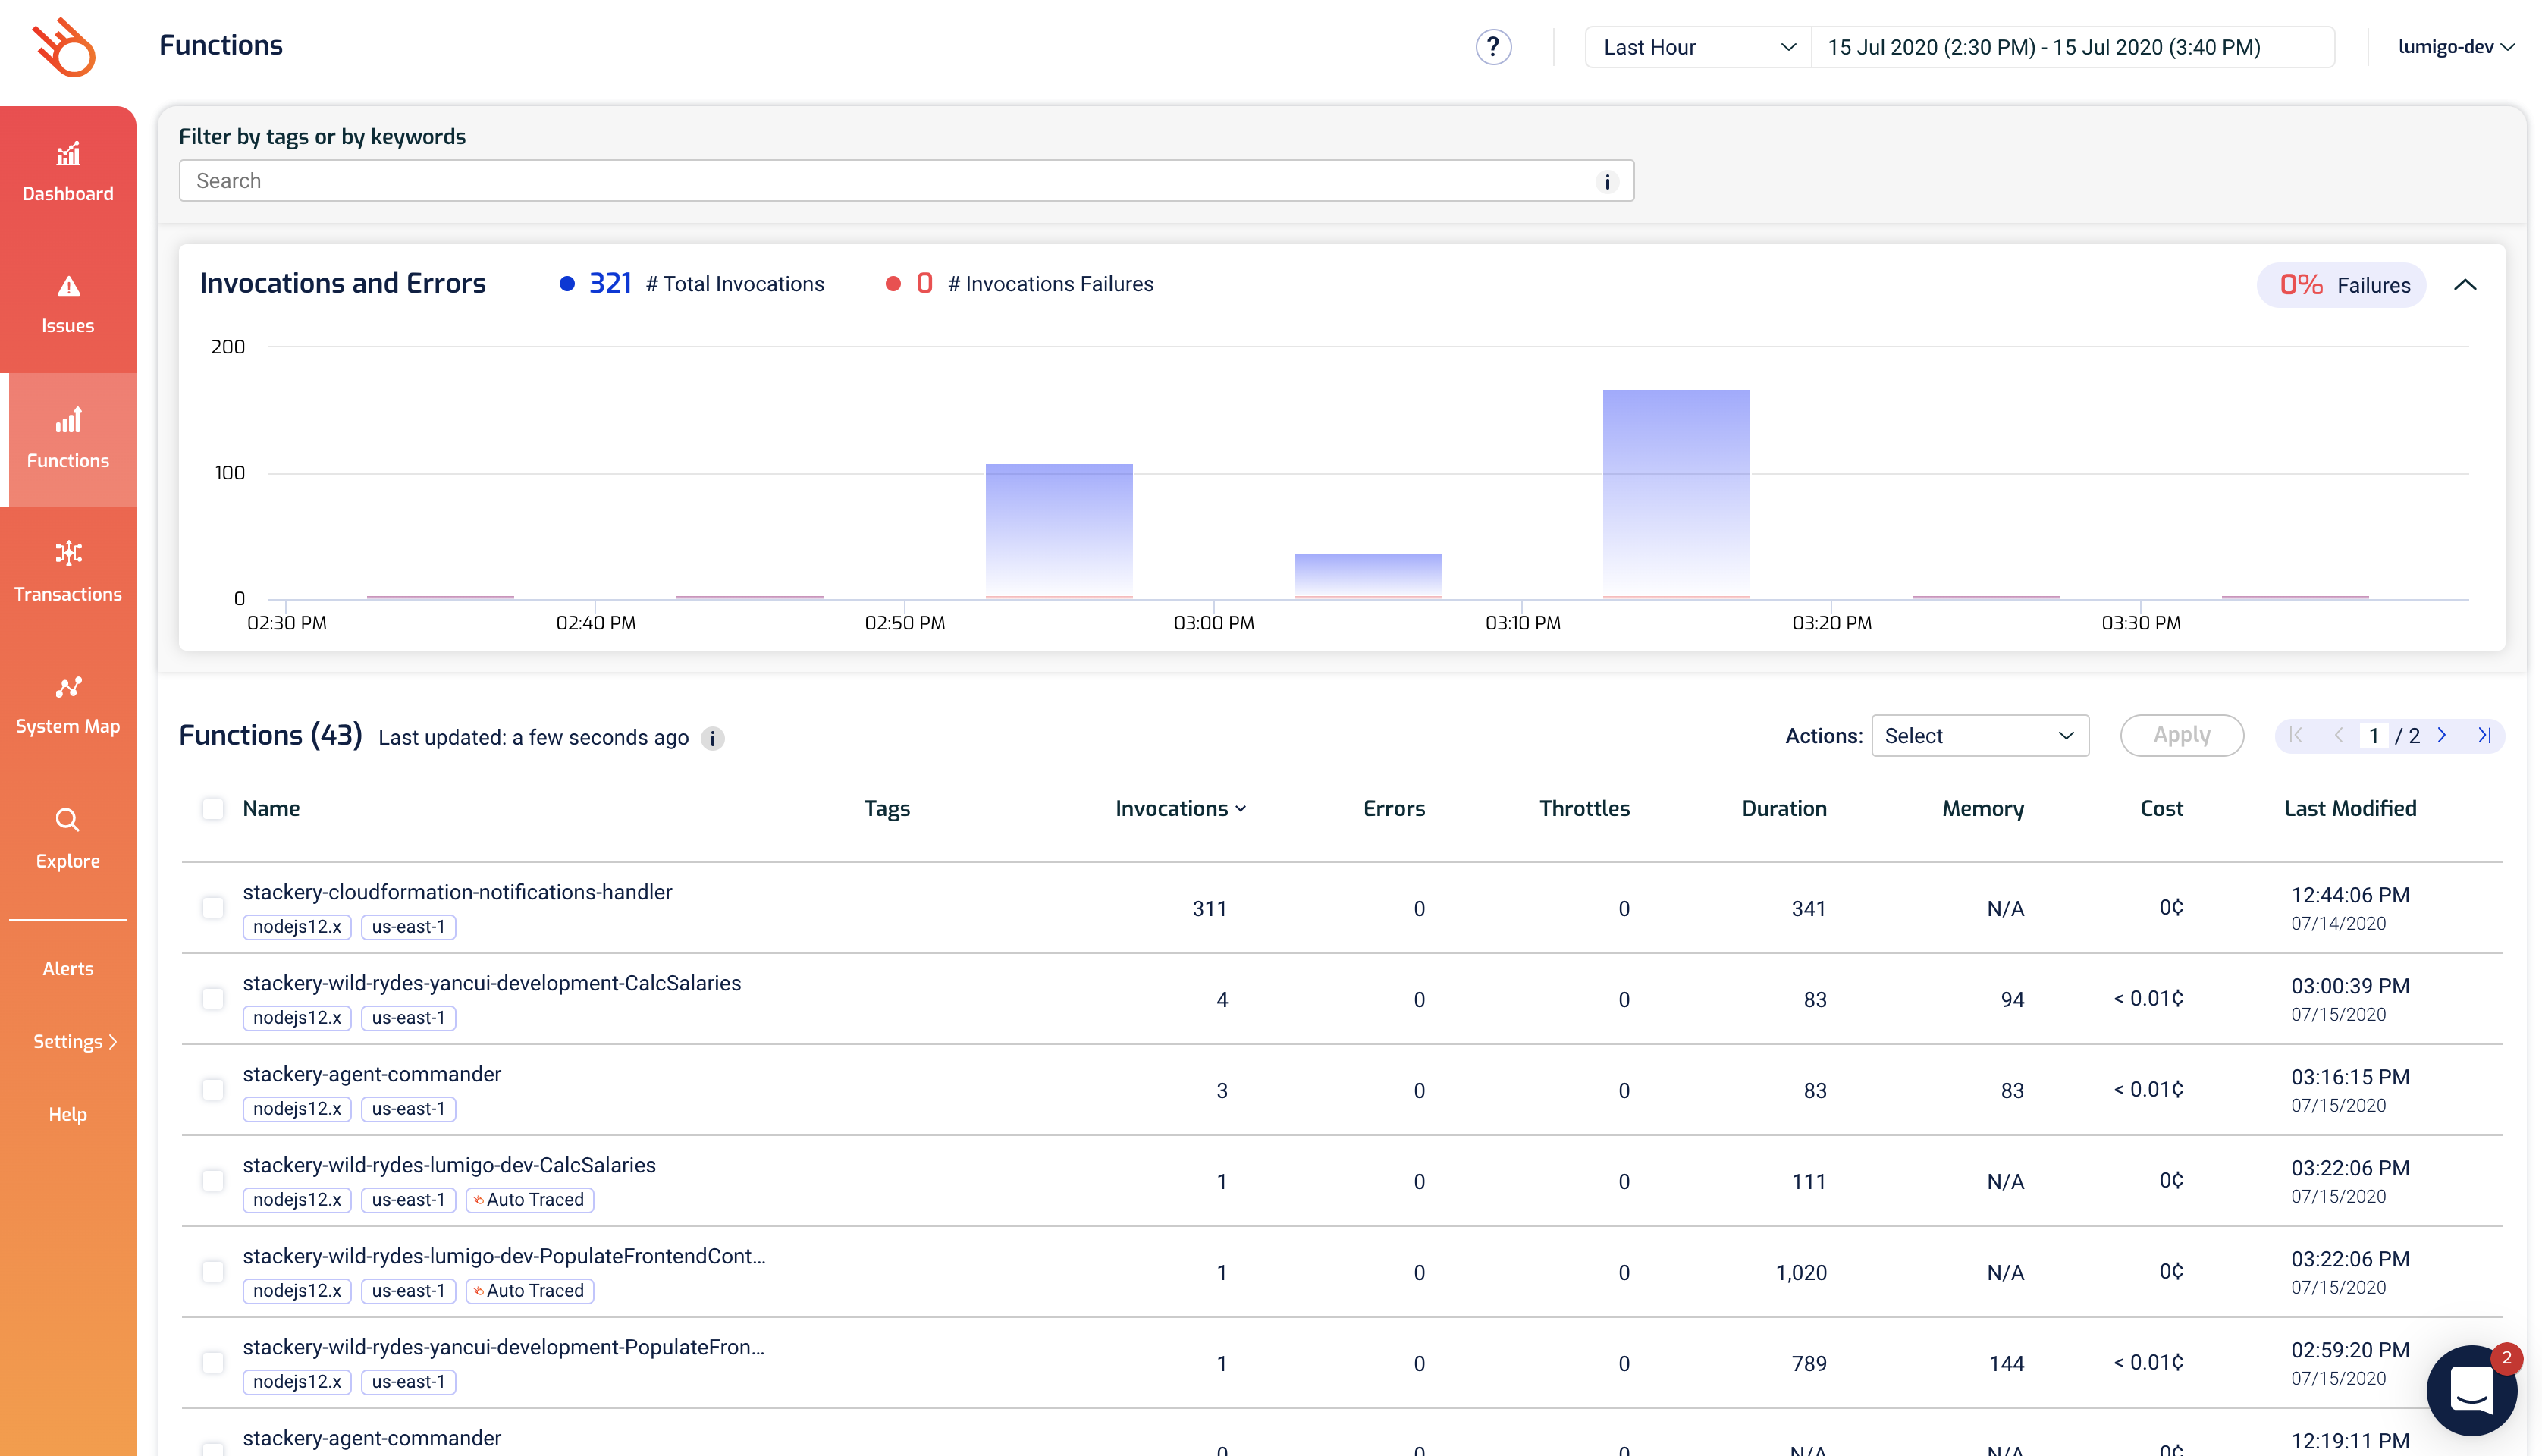 Functions
?
Last Hour
15 Jul 2020 (2:30 PM) - 15 Jul 2020 (3:40 PM)
lumigo-dev
Dashboard
Issues
Functions
Transactions
System Map
Explore
Alerts
Settings
Help
Filter by tags or by keywords
Search
i
Invocations and Errors
321 # Total Invocations
0 # Invocations Failures
0% Failures
200
100
0
02:30 PM 02:40 PM 02:50 PM 03:00 PM 03:10 PM 03:20 PM 03:30 PM
Functions (43) Last updated: a few seconds ago i
Actions: Select Apply 1 / 2
Name Tags Invocations Errors Throttles Duration Memory Cost Last Modified
stackery-cloudformation-notifications-handler
nodejs12.x us-east-1
311 0 0 341 N/A 0¢
12:44:06 PM
07/14/2020
stackery-wild-rydes-yancui-development-CalcSalaries
nodejs12.x us-east-1
4 0 0 83 94 < 0.01¢
03:00:39 PM
07/15/2020
stackery-agent-commander
nodejs12.x us-east-1
3 0 0 83 83 < 0.01¢
03:16:15 PM
07/15/2020
stackery-wild-rydes-lumigo-dev-CalcSalaries
nodejs12.x us-east-1 Auto Traced
1 0 0 111 N/A 0¢
03:22:06 PM
07/15/2020
stackery-wild-rydes-lumigo-dev-PopulateFrontendCont...
nodejs12.x us-east-1 Auto Traced
1 0 0 1,020 N/A 0¢
03:22:06 PM
07/15/2020
stackery-wild-rydes-yancui-development-PopulateFron...
nodejs12.x us-east-1
1 0 0 789 144 < 0.01¢
02:59:20 PM
07/15/2020
2
stackery-agent-commander
0 0 0 N/A N/A 0¢
12:19:11 PM